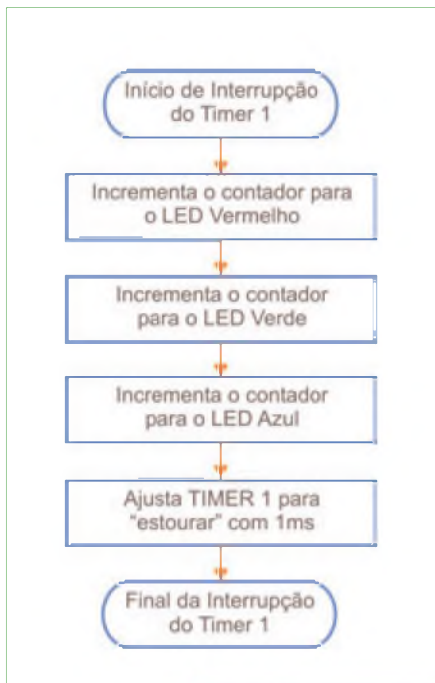 Início de Interrupção
do Timer 1
Incrementa o contador para
o LED Vermelho
Incrementa o contador
para o LED Verde
Incrementa o contador
para o LED Azul
Ajusta TIMER 1 para
“estourar” com 1ms
Final da Interrupção
do Timer 1